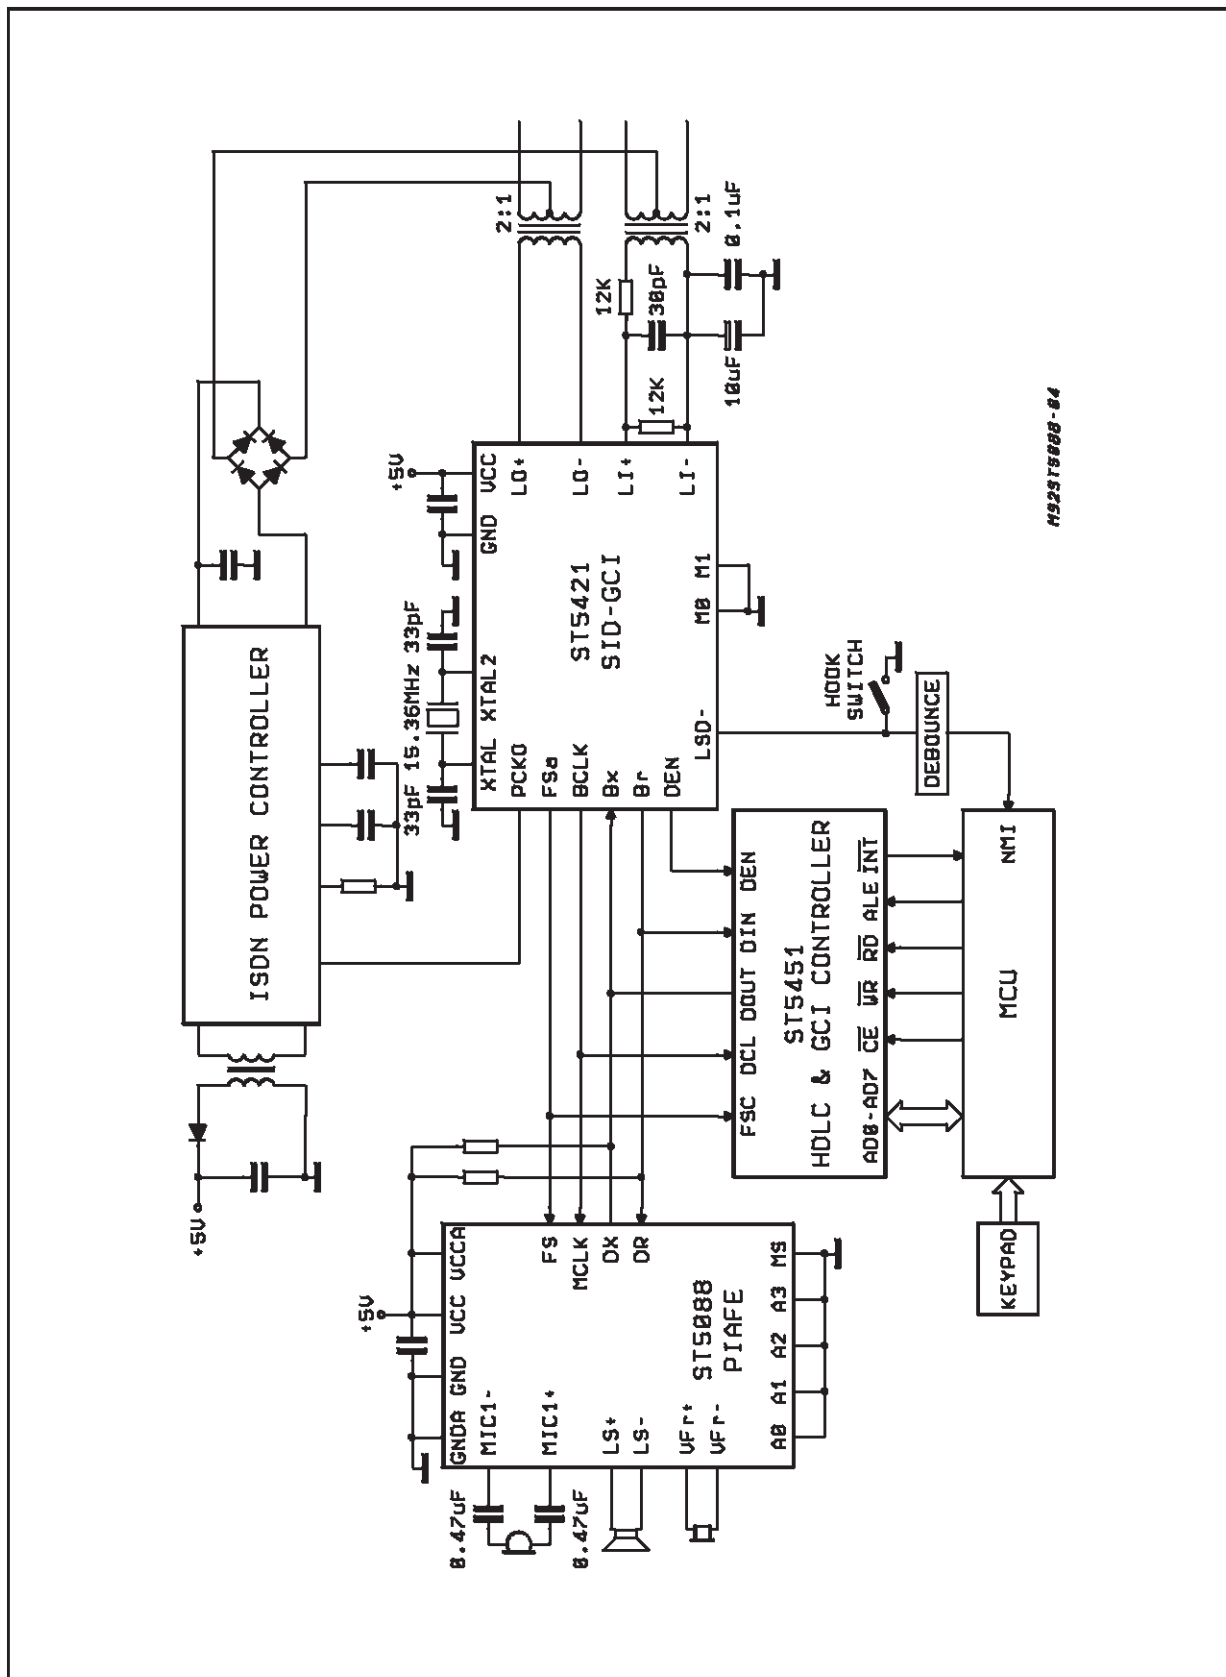 +5V
ISDN POWER CONTROLLER
+5V
GNDA GND VCC VCCA
MIC1-
MIC1+
0.47uF
0.47uF
LS+
LS-
VFr+
VFr-
FS
MCLK
DX
DR
ST5088
PIAFE
A0 A1 A2 A3 MS
33pF 15.36MHz 33pF
+5V
XTAL XTAL2 GND VCC
PCKO
FSa
BCLK
Bx
Br
DEN
LSD-
M0 M1
ST5421
SID-GCI
LO+
LO-
LI+
LI-
2:1
12K
30pF
12K
2:1
10uF
0.1uF
FSC DCL DOUT DIN DEN
ST5451
HDLC & GCI CONTROLLER
AD0-AD7 CE WR RD ALE INT
HOOK
SWITCH
DEBOUNCE
NMI
MCU
KEYPAD
M92ST5088-04